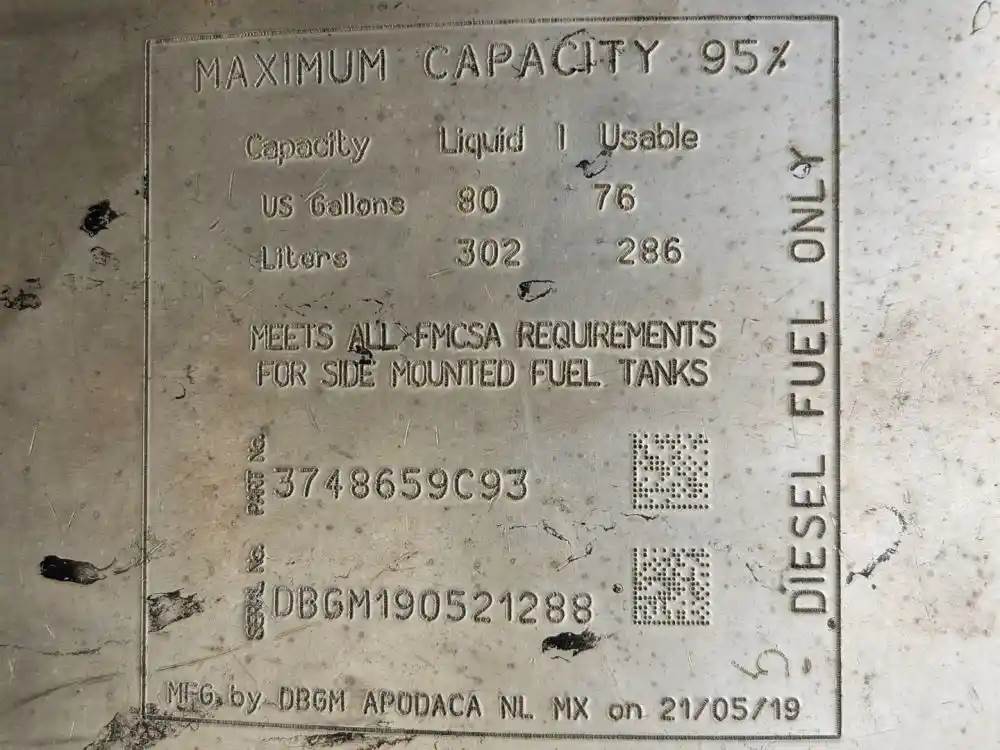 MAXIMUM CAPACITY 95%
Capacity Liquid | Usable
US Gallons 80 76
Liters 302 286
MEETS ALL FMCSA REQUIREMENTS
FOR SIDE MOUNTED FUEL TANKS
PART NO. 3748659C93
SERIAL NO. DBGM190521288
MFG by DBGM APODACA NL MX on 21/05/19
DIESEL FUEL ONLY